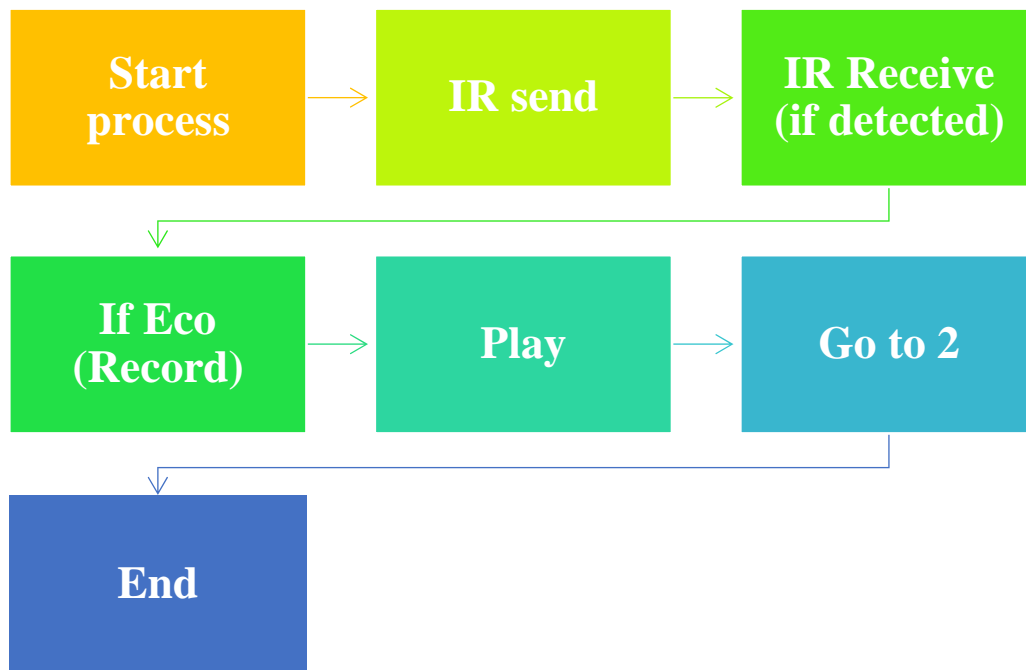 Start
process
IR send
IR Receive
(if detected)
If Eco
(Record)
Play
Go to 2
End